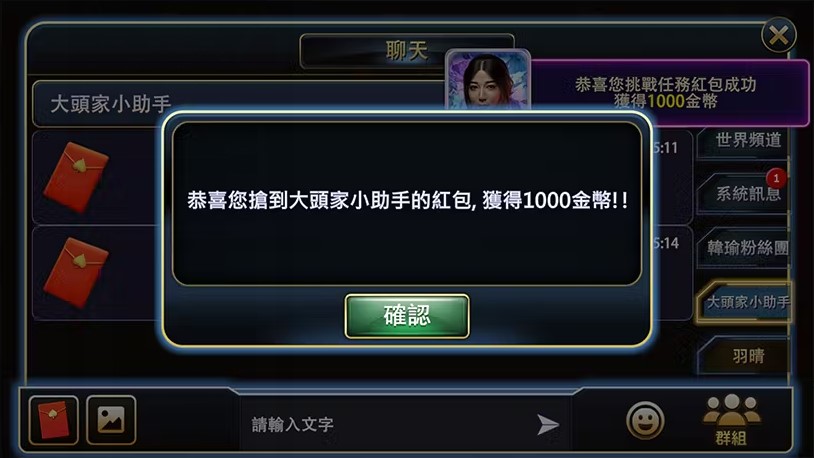 聊天
恭喜您挑戰任務紅包成功
獲得1000金幣
大頭家小助手
5:11
世界頻道
1
系統訊息
恭喜您搶到大頭家小助手的紅包, 獲得1000金幣!!
5:14
韓瑜粉絲團
大頭家小助手
確認
羽晴
請輸入文字
群組